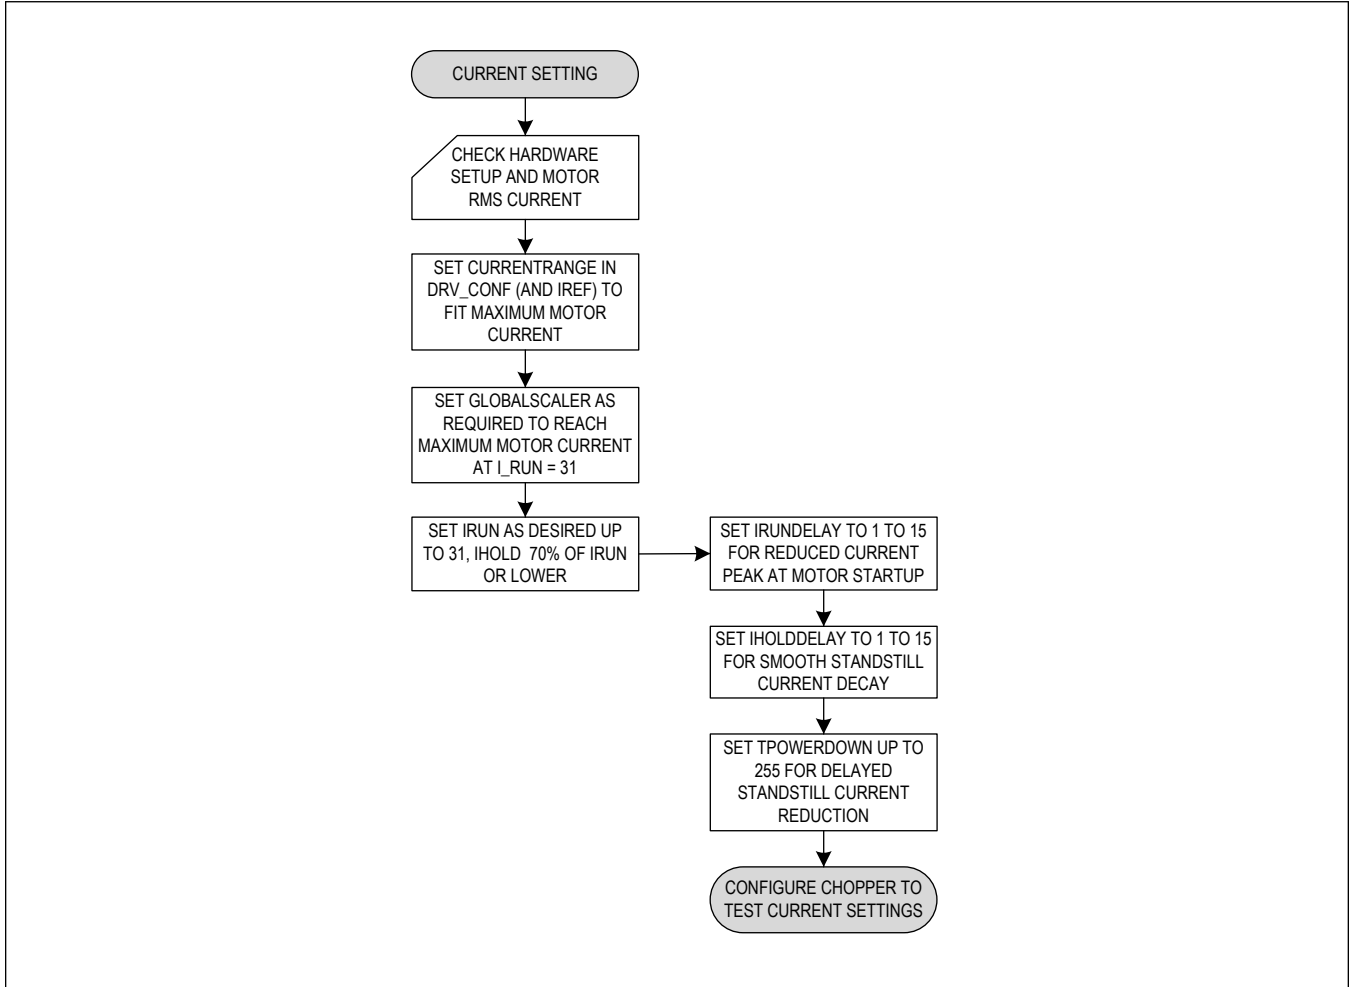 CURRENT SETTING
CHECK HARDWARE
SETUP AND MOTOR
RMS CURRENT
SET CURRENTRANGE IN
DRV_CONF (AND IREF) TO
FIT MAXIMUM MOTOR
CURRENT
SET GLOBALSCALER AS
REQUIRED TO REACH
MAXIMUM MOTOR CURRENT
AT I_RUN = 31
SET IRUN AS DESIRED UP
TO 31, IHOLD 70% OF IRUN
OR LOWER
SET IRUNDELAY TO 1 TO 15
FOR REDUCED CURRENT
PEAK AT MOTOR STARTUP
SET IHOLDDELAY TO 1 TO 15
FOR SMOOTH STANDSTILL
CURRENT DECAY
SET TPOWERDOWN UP TO
255 FOR DELAYED
STANDSTILL CURRENT
REDUCTION
CONFIGURE CHOPPER TO
TEST CURRENT SETTINGS